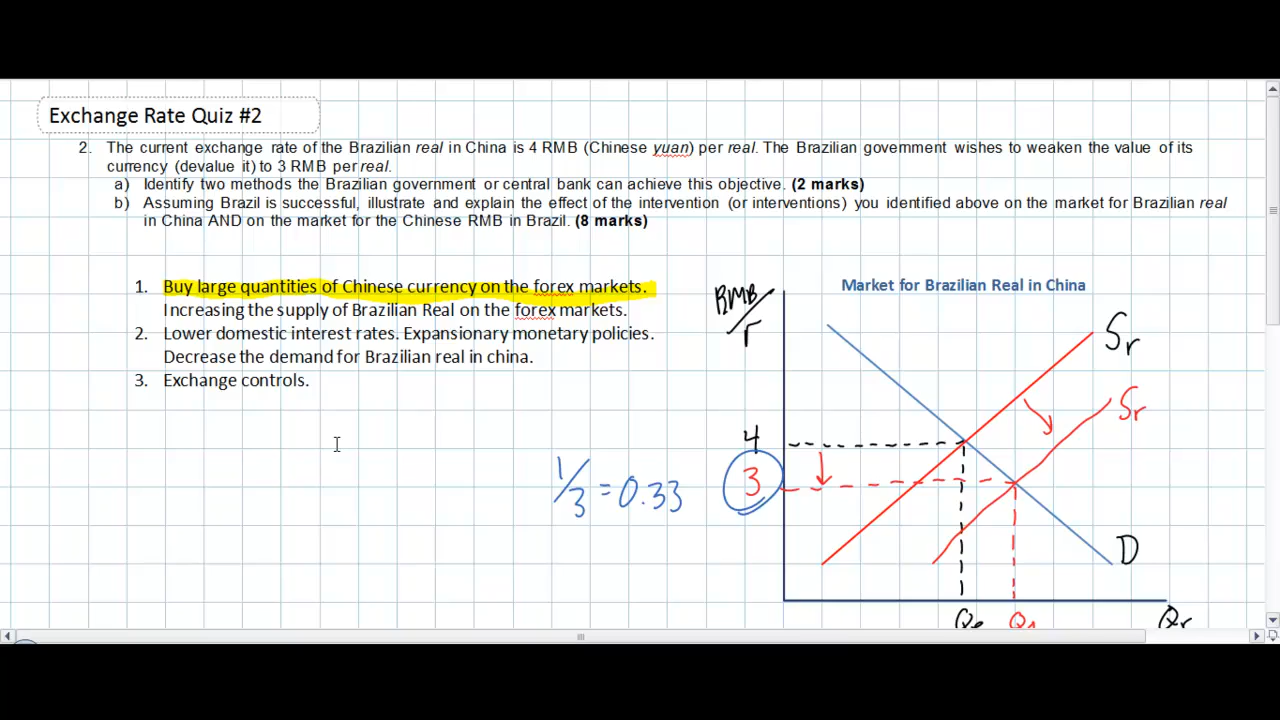 Exchange Rate Quiz #2
2. The current exchange rate of the Brazilian real in China is 4 RMB (Chinese yuan) per real. The Brazilian government wishes to weaken the value of its
currency (devalue it) to 3 RMB per real.
a) Identify two methods the Brazilian government or central bank can achieve this objective. (2 marks)
b) Assuming Brazil is successful, illustrate and explain the effect of the intervention (or interventions) you identified above on the market for Brazilian real
in China AND on the market for the Chinese RMB in Brazil. (8 marks)
1. Buy large quantities of Chinese currency on the forex markets.
Increasing the supply of Brazilian Real on the forex markets.
2. Lower domestic interest rates. Expansionary monetary policies.
Decrease the demand for Brazilian real in china.
3. Exchange controls.
Market for Brazilian Real in China
RMB/r
Sr
Sr
4
3
1/3 = 0.33
D
Qe
Q1
Qr